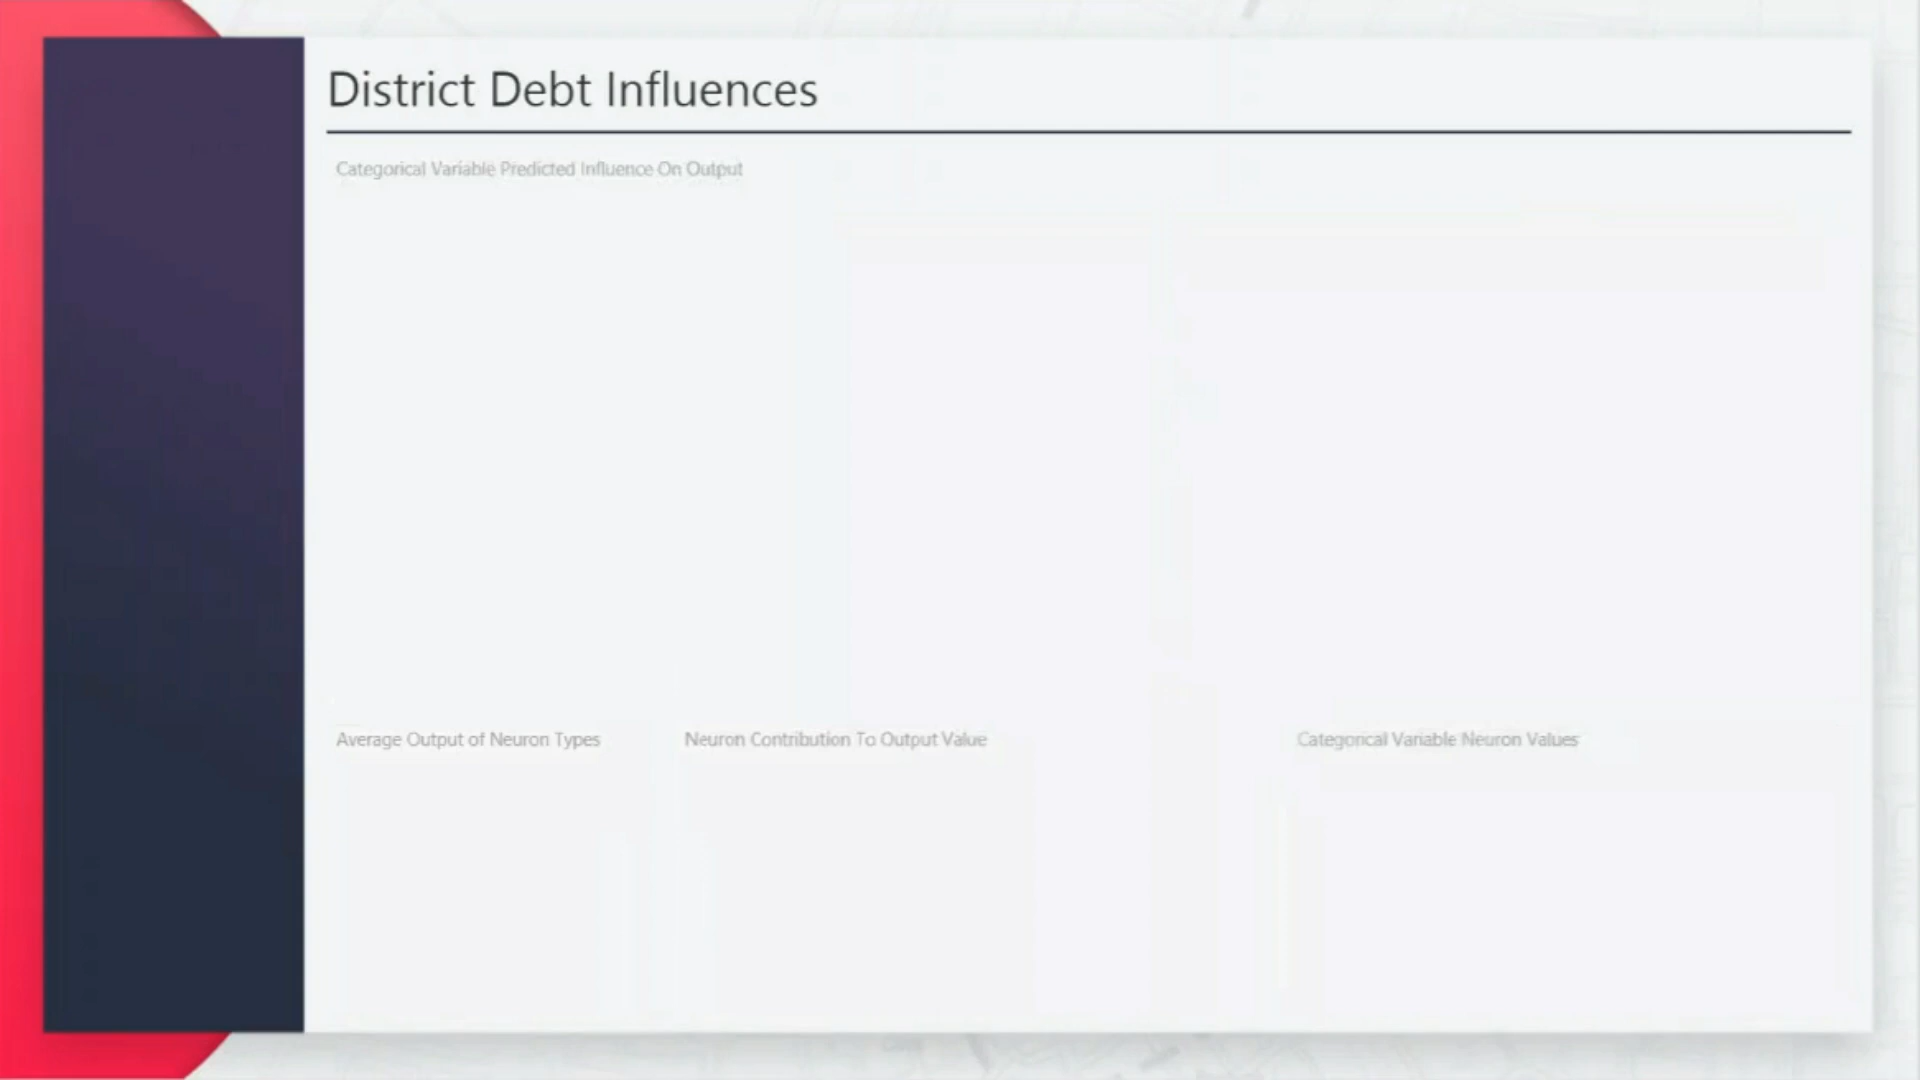 District Debt Influences
Categorical Variable Predicted Influence On Output
Average Output of Neuron Types
Neuron Contribution To Output Value
Categorical Variable Neuron Values